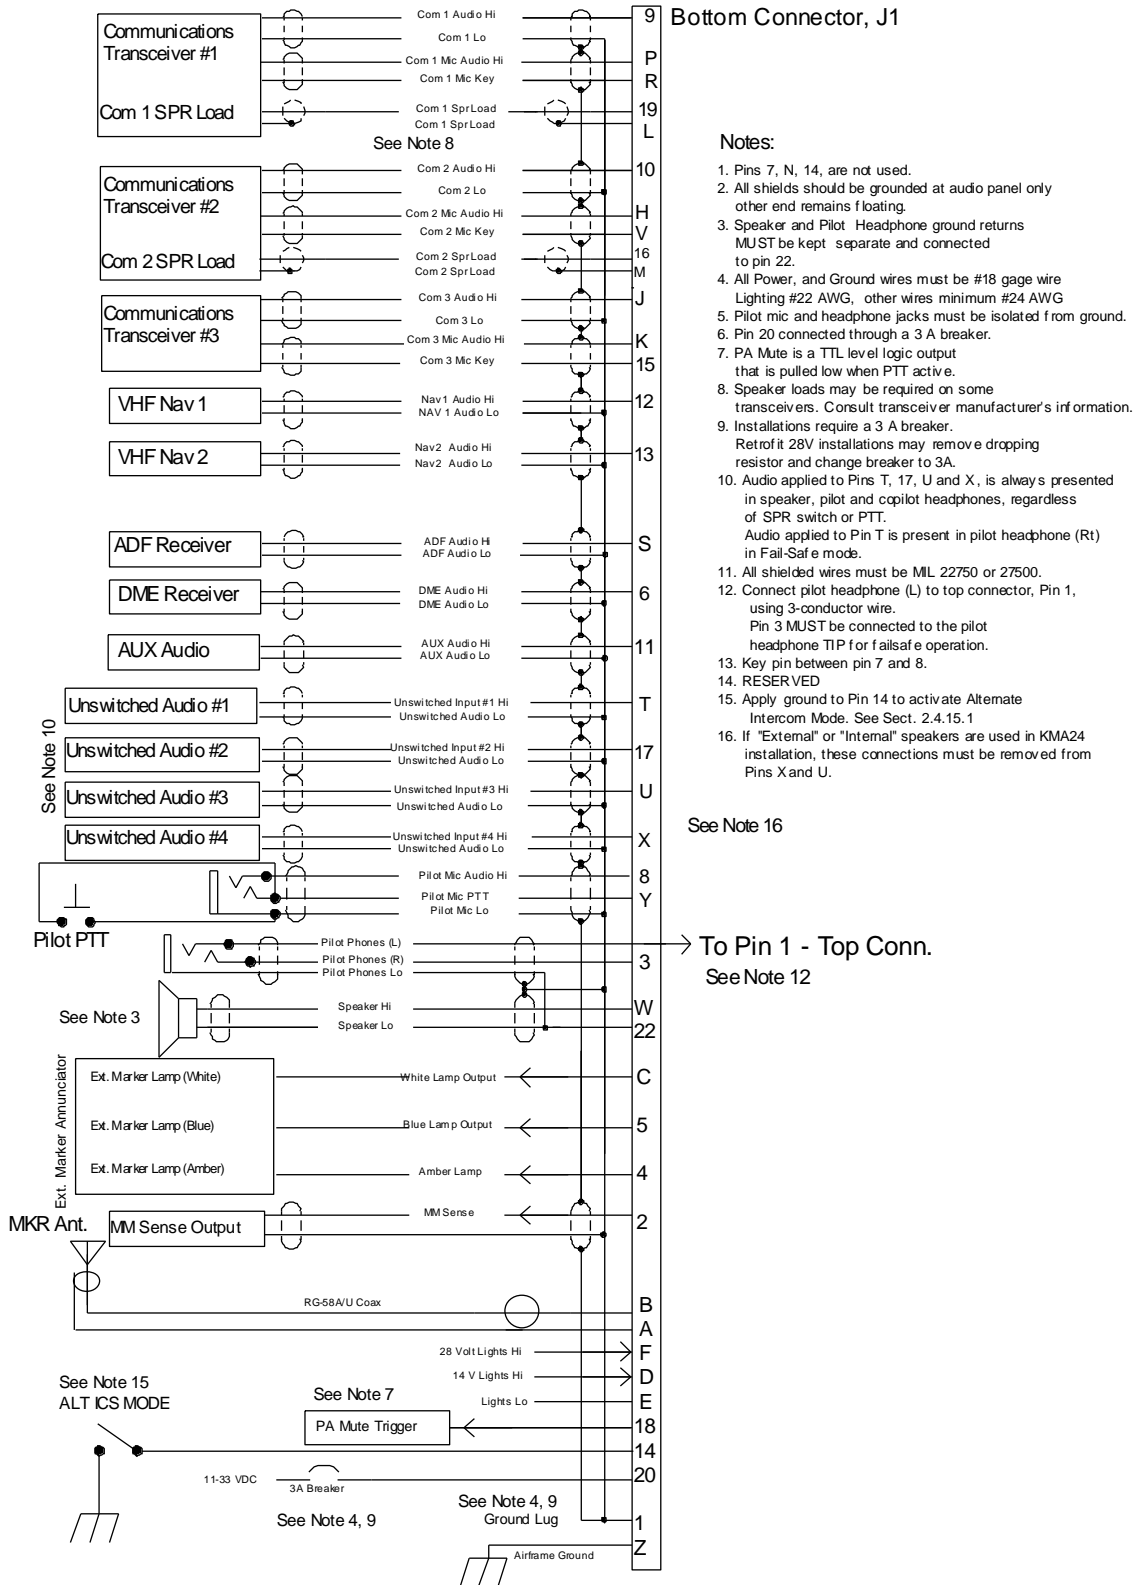 Bottom Connector, J1
Communications
Transceiver #1
Com 1 Audio Hi
9
Com 1 Lo
Com 1 Mic Audio Hi
P
Com 1 Mic Key
R
Com 1 SPR Load
Com 1 Spr Load
19
Com 1 Spr Load
L
See Note 8
Communications
Transceiver #2
Com 2 Audio Hi
10
Com 2 Lo
Com 2 Mic Audio Hi
H
Com 2 Mic Key
V
Com 2 SPR Load
Com 2 Spr Load
16
Com 2 Spr Load
M
Communications
Transceiver #3
Com 3 Audio Hi
J
Com 3 Lo
Com 3 Mic Audio Hi
K
Com 3 Mic Key
15
VHF Nav 1
Nav1 Audio Hi
12
NAV 1 Audio Lo
VHF Nav 2
Nav2 Audio Hi
13
Nav2 Audio Lo
ADF Receiver
ADF Audio Hi
S
ADF Audio Lo
DME Receiver
DME Audio Hi
6
DME Audio Lo
AUX Audio
AUX Audio Hi
11
AUX Audio Lo
See Note 10
Unswitched Audio #1
Unswitched Input #1 Hi
T
Unswitched Audio Lo
Unswitched Audio #2
Unswitched Input #2 Hi
17
Unswitched Audio Lo
Unswitched Audio #3
Unswitched Input #3 Hi
U
Unswitched Audio Lo
Unswitched Audio #4
Unswitched Input #4 Hi
X
Unswitched Audio Lo
See Note 16
Pilot Mic Audio Hi
8
Pilot Mic PTT
Y
Pilot Mic Lo
Pilot PTT
Pilot Phones (L)
To Pin 1 - Top Conn.
Pilot Phones (R)
3
Pilot Phones Lo
See Note 12
See Note 3
Speaker Hi
W
Speaker Lo
22
Ext. Marker Annunciator
Ext. Marker Lamp (White)
White Lamp Output
C
Ext. Marker Lamp (Blue)
Blue Lamp Output
5
Ext. Marker Lamp (Amber)
Amber Lamp
4
MKR Ant.
MM Sense Output
MM Sense
2
RG-58A/U Coax
B
A
28 Volt Lights Hi
F
14 V Lights Hi
D
Lights Lo
E
See Note 15
ALT ICS MODE
See Note 7
PA Mute Trigger
18
14
11-33 VDC
3A Breaker
20
See Note 4, 9
See Note 4, 9
Ground Lug
1
Airframe Ground
Z
Notes:
1. Pins 7, N, 14, are not used.
2. All shields should be grounded at audio panel only
other end remains floating.
3. Speaker and Pilot Headphone ground returns
MUST be kept separate and connected
to pin 22.
4. All Power, and Ground wires must be #18 gage wire
Lighting #22 AWG, other wires minimum #24 AWG
5. Pilot mic and headphone jacks must be isolated from ground.
6. Pin 20 connected through a 3 A breaker.
7. PA Mute is a TTL level logic output
that is pulled low when PTT active.
8. Speaker loads may be required on some
transceivers. Consult transceiver manufacturer's information.
9. Installations require a 3 A breaker.
Retrofit 28V installations may remove dropping
resistor and change breaker to 3A.
10. Audio applied to Pins T, 17, U and X, is always presented
in speaker, pilot and copilot headphones, regardless
of SPR switch or PTT.
Audio applied to Pin T is present in pilot headphone (Rt)
in Fail-Safe mode.
11. All shielded wires must be MIL 22750 or 27500.
12. Connect pilot headphone (L) to top connector, Pin 1,
using 3-conductor wire.
Pin 3 MUST be connected to the pilot
headphone TIP for failsafe operation.
13. Key pin between pin 7 and 8.
14. RESERVED
15. Apply ground to Pin 14 to activate Alternate
Intercom Mode. See Sect. 2.4.15.1
16. If "External" or "Internal" speakers are used in KMA24
installation, these connections must be removed from
Pins X and U.